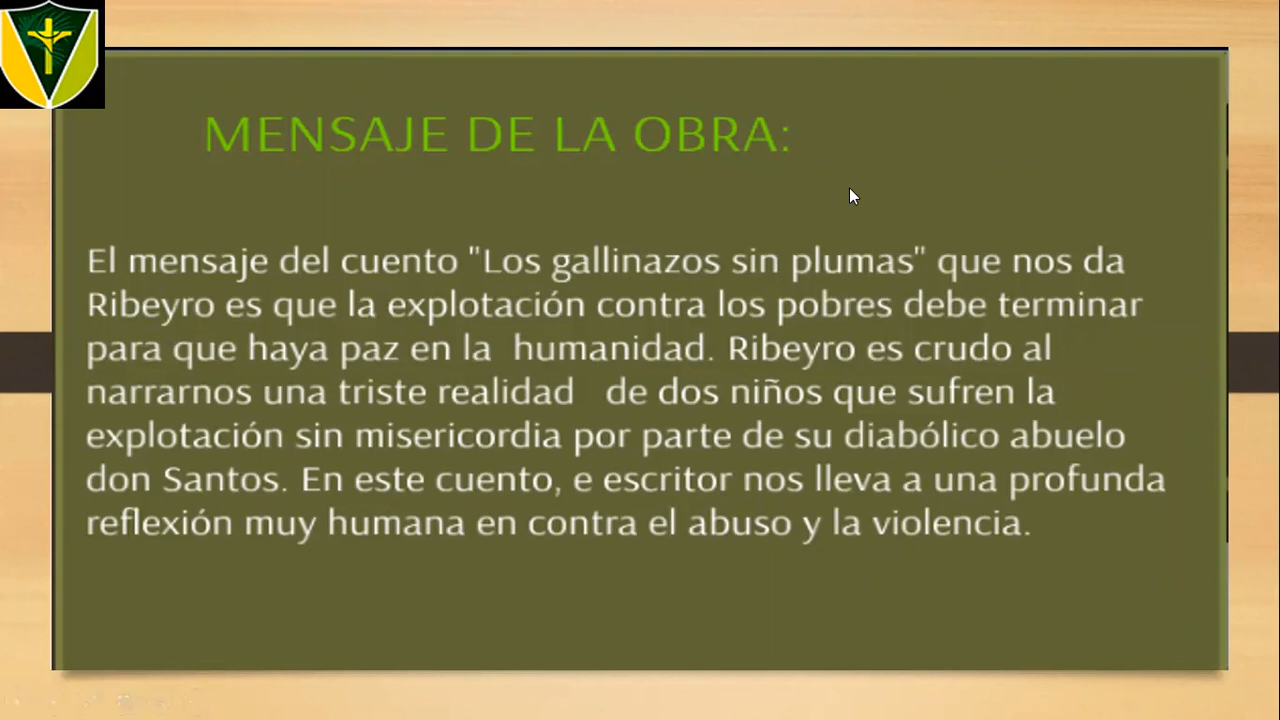 MENSAJE DE LA OBRA:
El mensaje del cuento "Los gallinazos sin plumas" que nos da
Ribeyro es que la explotación contra los pobres debe terminar
para que haya paz en la humanidad. Ribeyro es crudo al
narrarnos una triste realidad de dos niños que sufren la
explotación sin misericordia por parte de su diabólico abuelo
don Santos. En este cuento, e escritor nos lleva a una profunda
reflexión muy humana en contra el abuso y la violencia.